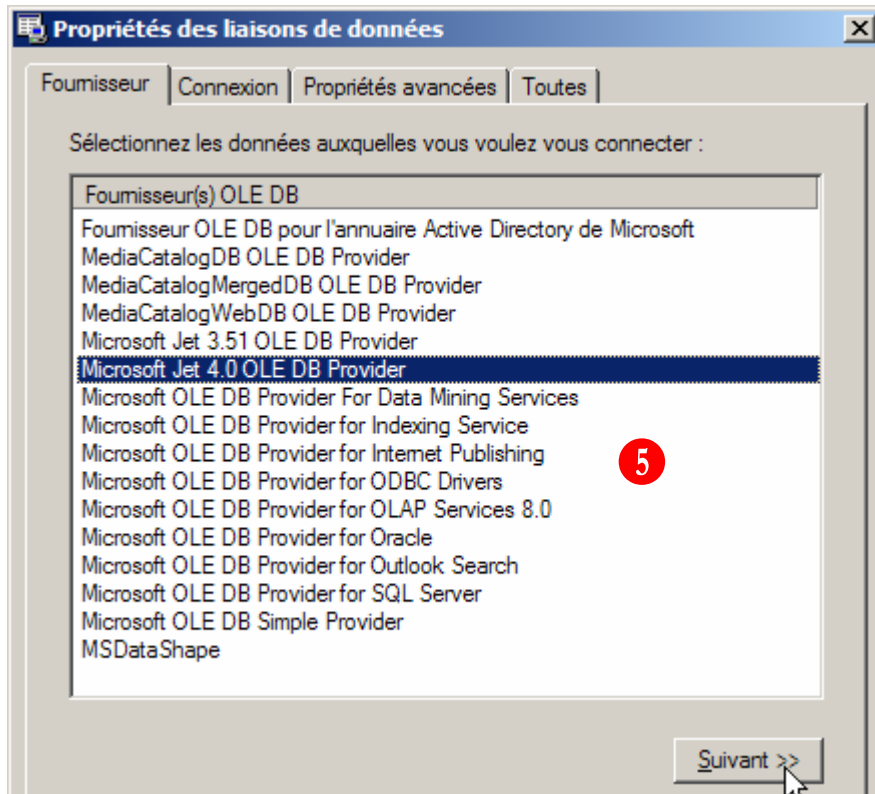 Propriétés des liaisons de données
Fournisseur Connexion Propriétés avancées Toutes
Sélectionnez les données auxquelles vous voulez vous connecter :
Fournisseur(s) OLE DB
Fournisseur OLE DB pour l'annuaire Active Directory de Microsoft
MediaCatalogDB OLE DB Provider
MediaCatalogMergedDB OLE DB Provider
MediaCatalogWebDB OLE DB Provider
Microsoft Jet 3.51 OLE DB Provider
Microsoft Jet 4.0 OLE DB Provider
Microsoft OLE DB Provider For Data Mining Services
Microsoft OLE DB Provider for Indexing Service
Microsoft OLE DB Provider for Internet Publishing
5
Microsoft OLE DB Provider for ODBC Drivers
Microsoft OLE DB Provider for OLAP Services 8.0
Microsoft OLE DB Provider for Oracle
Microsoft OLE DB Provider for Outlook Search
Microsoft OLE DB Provider for SQL Server
Microsoft OLE DB Simple Provider
MSDataShape
Suivant >>